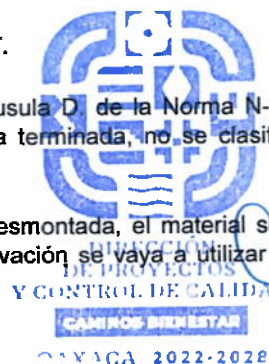 r.
usula D. de la Norma N-
a terminada, no se clasif
esmontada, el material s
vación se vaya a utilizar
DIRECCIÓN
DE PROYECTOS
Y CONTROL DE CALIDA
CAMINOS BIENESTAR
OAXACA 2022-2028